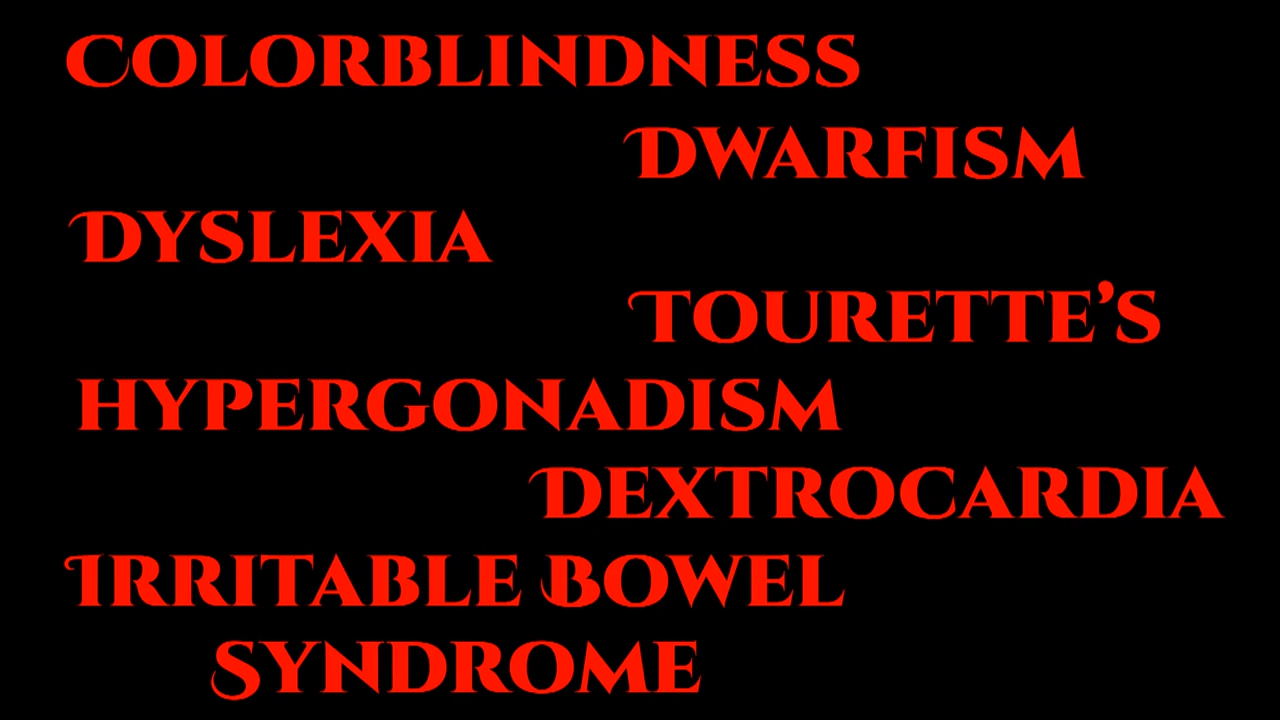 Colorblindness
Dwarfism
Dyslexia
Tourette’s
hypergonadism
Dextrocardia
Irritable Bowel
Syndrome